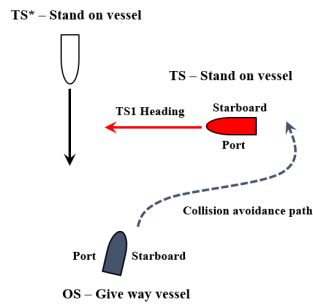 TS* – Stand on vessel
TS – Stand on vessel
Starboard
TS1 Heading
Port
Collision avoidance path
Port
Starboard
OS – Give way vessel